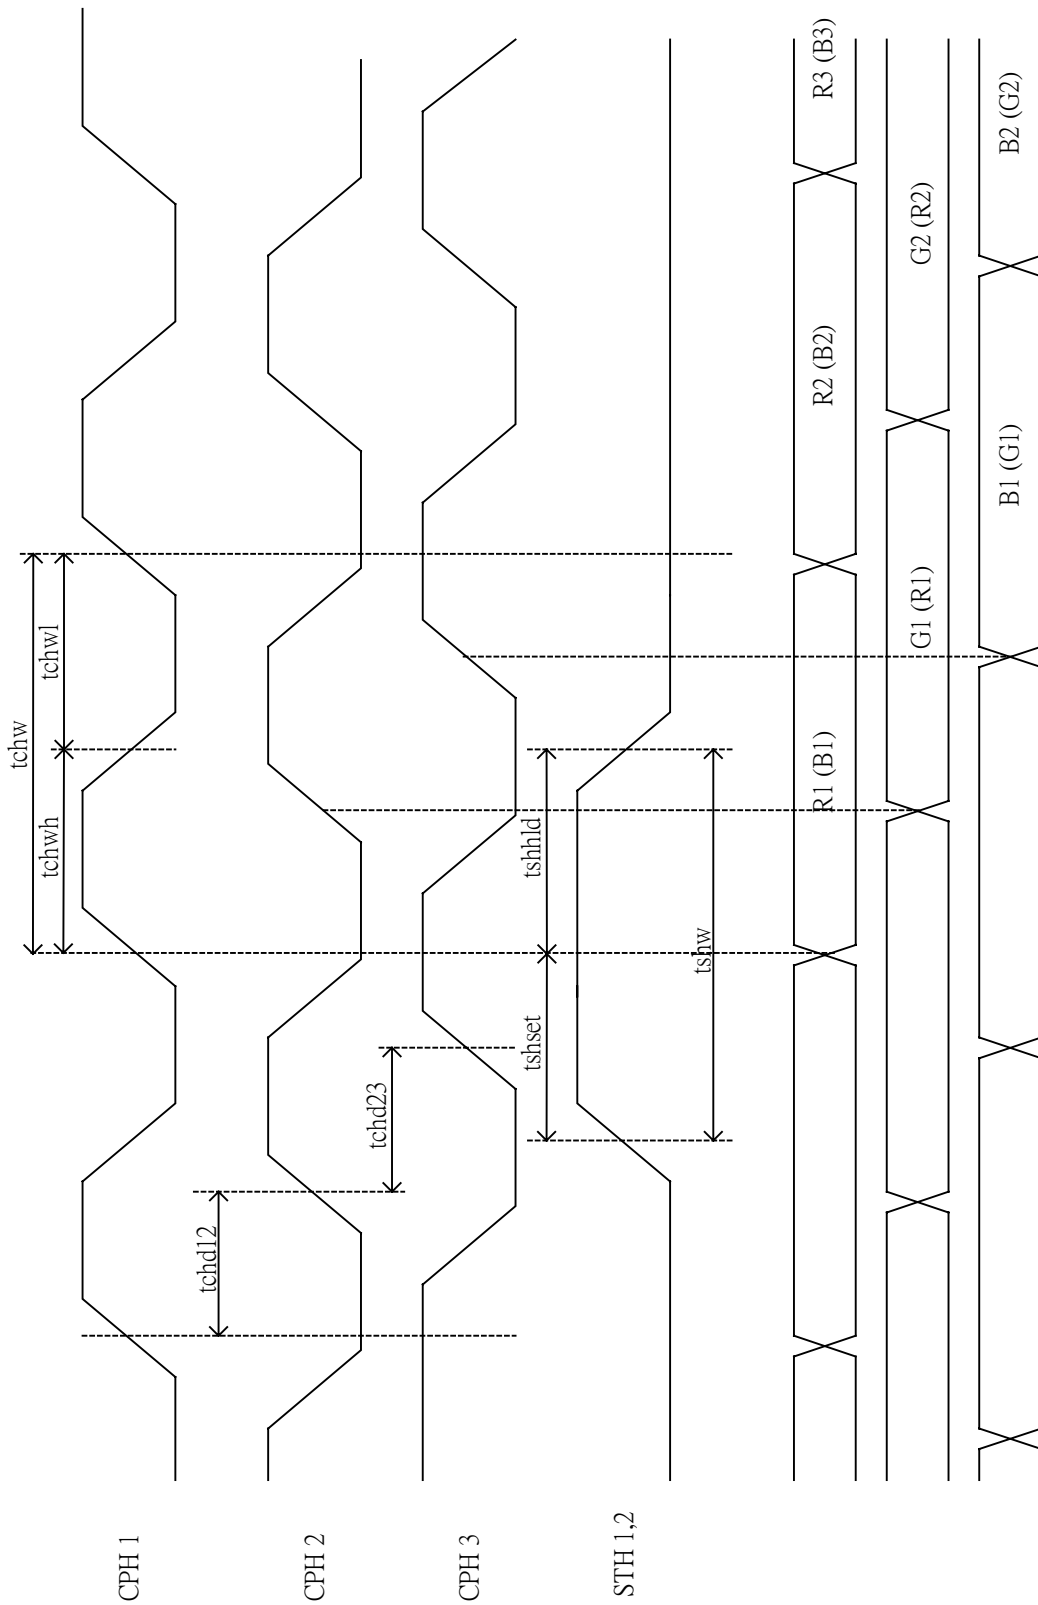 tchw
tchwh
tchwl
CPH 1
tchd12
CPH 2
tchd23
CPH 3
tshset
tshhld
STH 1,2
tshw
R1 (B1)
R2 (B2)
R3 (B3)
G1 (R1)
G2 (R2)
B1 (G1)
B2 (G2)